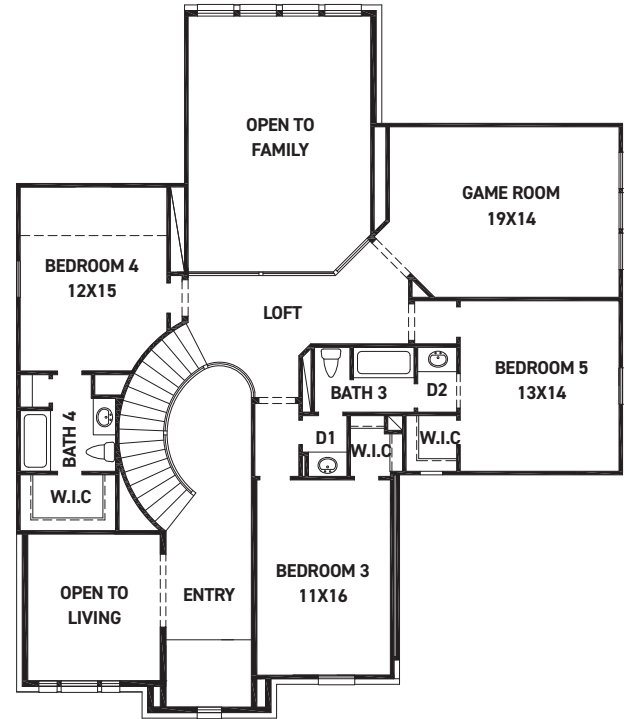 OPEN TO
FAMILY
GAME ROOM
19X14
BEDROOM 4
12X15
LOFT
BEDROOM 5
13X14
BATH 3
D2
BATH 4
D1
W.I.C
W.I.C
W.I.C
OPEN TO
LIVING
ENTRY
BEDROOM 3
11X16